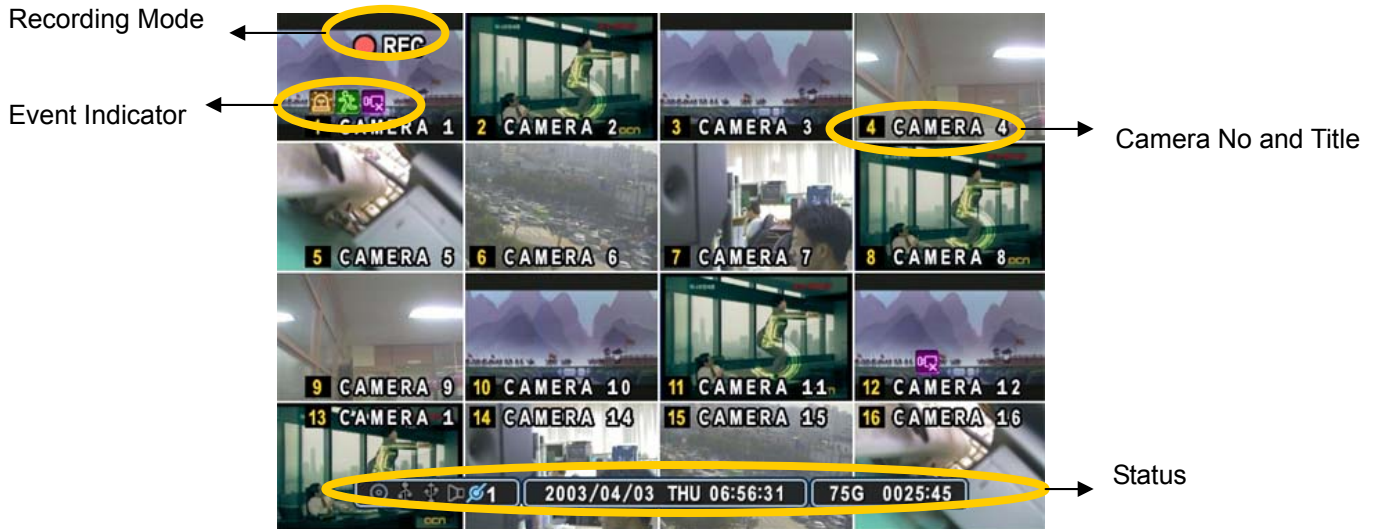 Recording Mode
REC
Event Indicator
1 CAMERA 1
2 CAMERA 2
3 CAMERA 3
4 CAMERA 4
Camera No and Title
5 CAMERA 5
6 CAMERA 6
7 CAMERA 7
8 CAMERA 8
9 CAMERA 9
10 CAMERA 10
11 CAMERA 11
12 CAMERA 12
13 CAMERA 1
14 CAMERA 14
15 CAMERA 15
16 CAMERA 16
Status
1 2003/04/03 THU 06:56:31 75G 0025:45
ocn